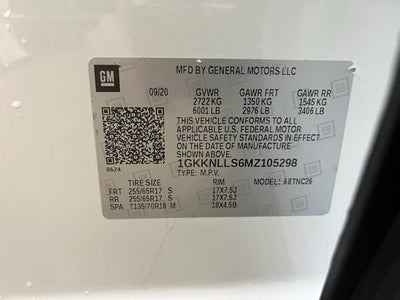 GM
MFD BY GENERAL MOTORS LLC
09/20 GVWR GAWR FRT GAWR RR
2722 KG 1350 KG 1545 KG
6001 LB 2976 LB 3406 LB
THIS VEHICLE CONFORMS TO ALL
APPLICABLE U.S. FEDERAL MOTOR
VEHICLE SAFETY STANDARDS IN
EFFECT ON THE DATE OF MANUFACTURE
SHOWN ABOVE.
1GKKNLLS6MZ105298
TYPE: M.P.V. MODEL: 6BTNC26
0624
TIRE SIZE RIM
FRT 255/65R17 S 17X7.5J
RR 255/65R17 S 17X7.5J
SPA T135/70R18 M 18X4.5B